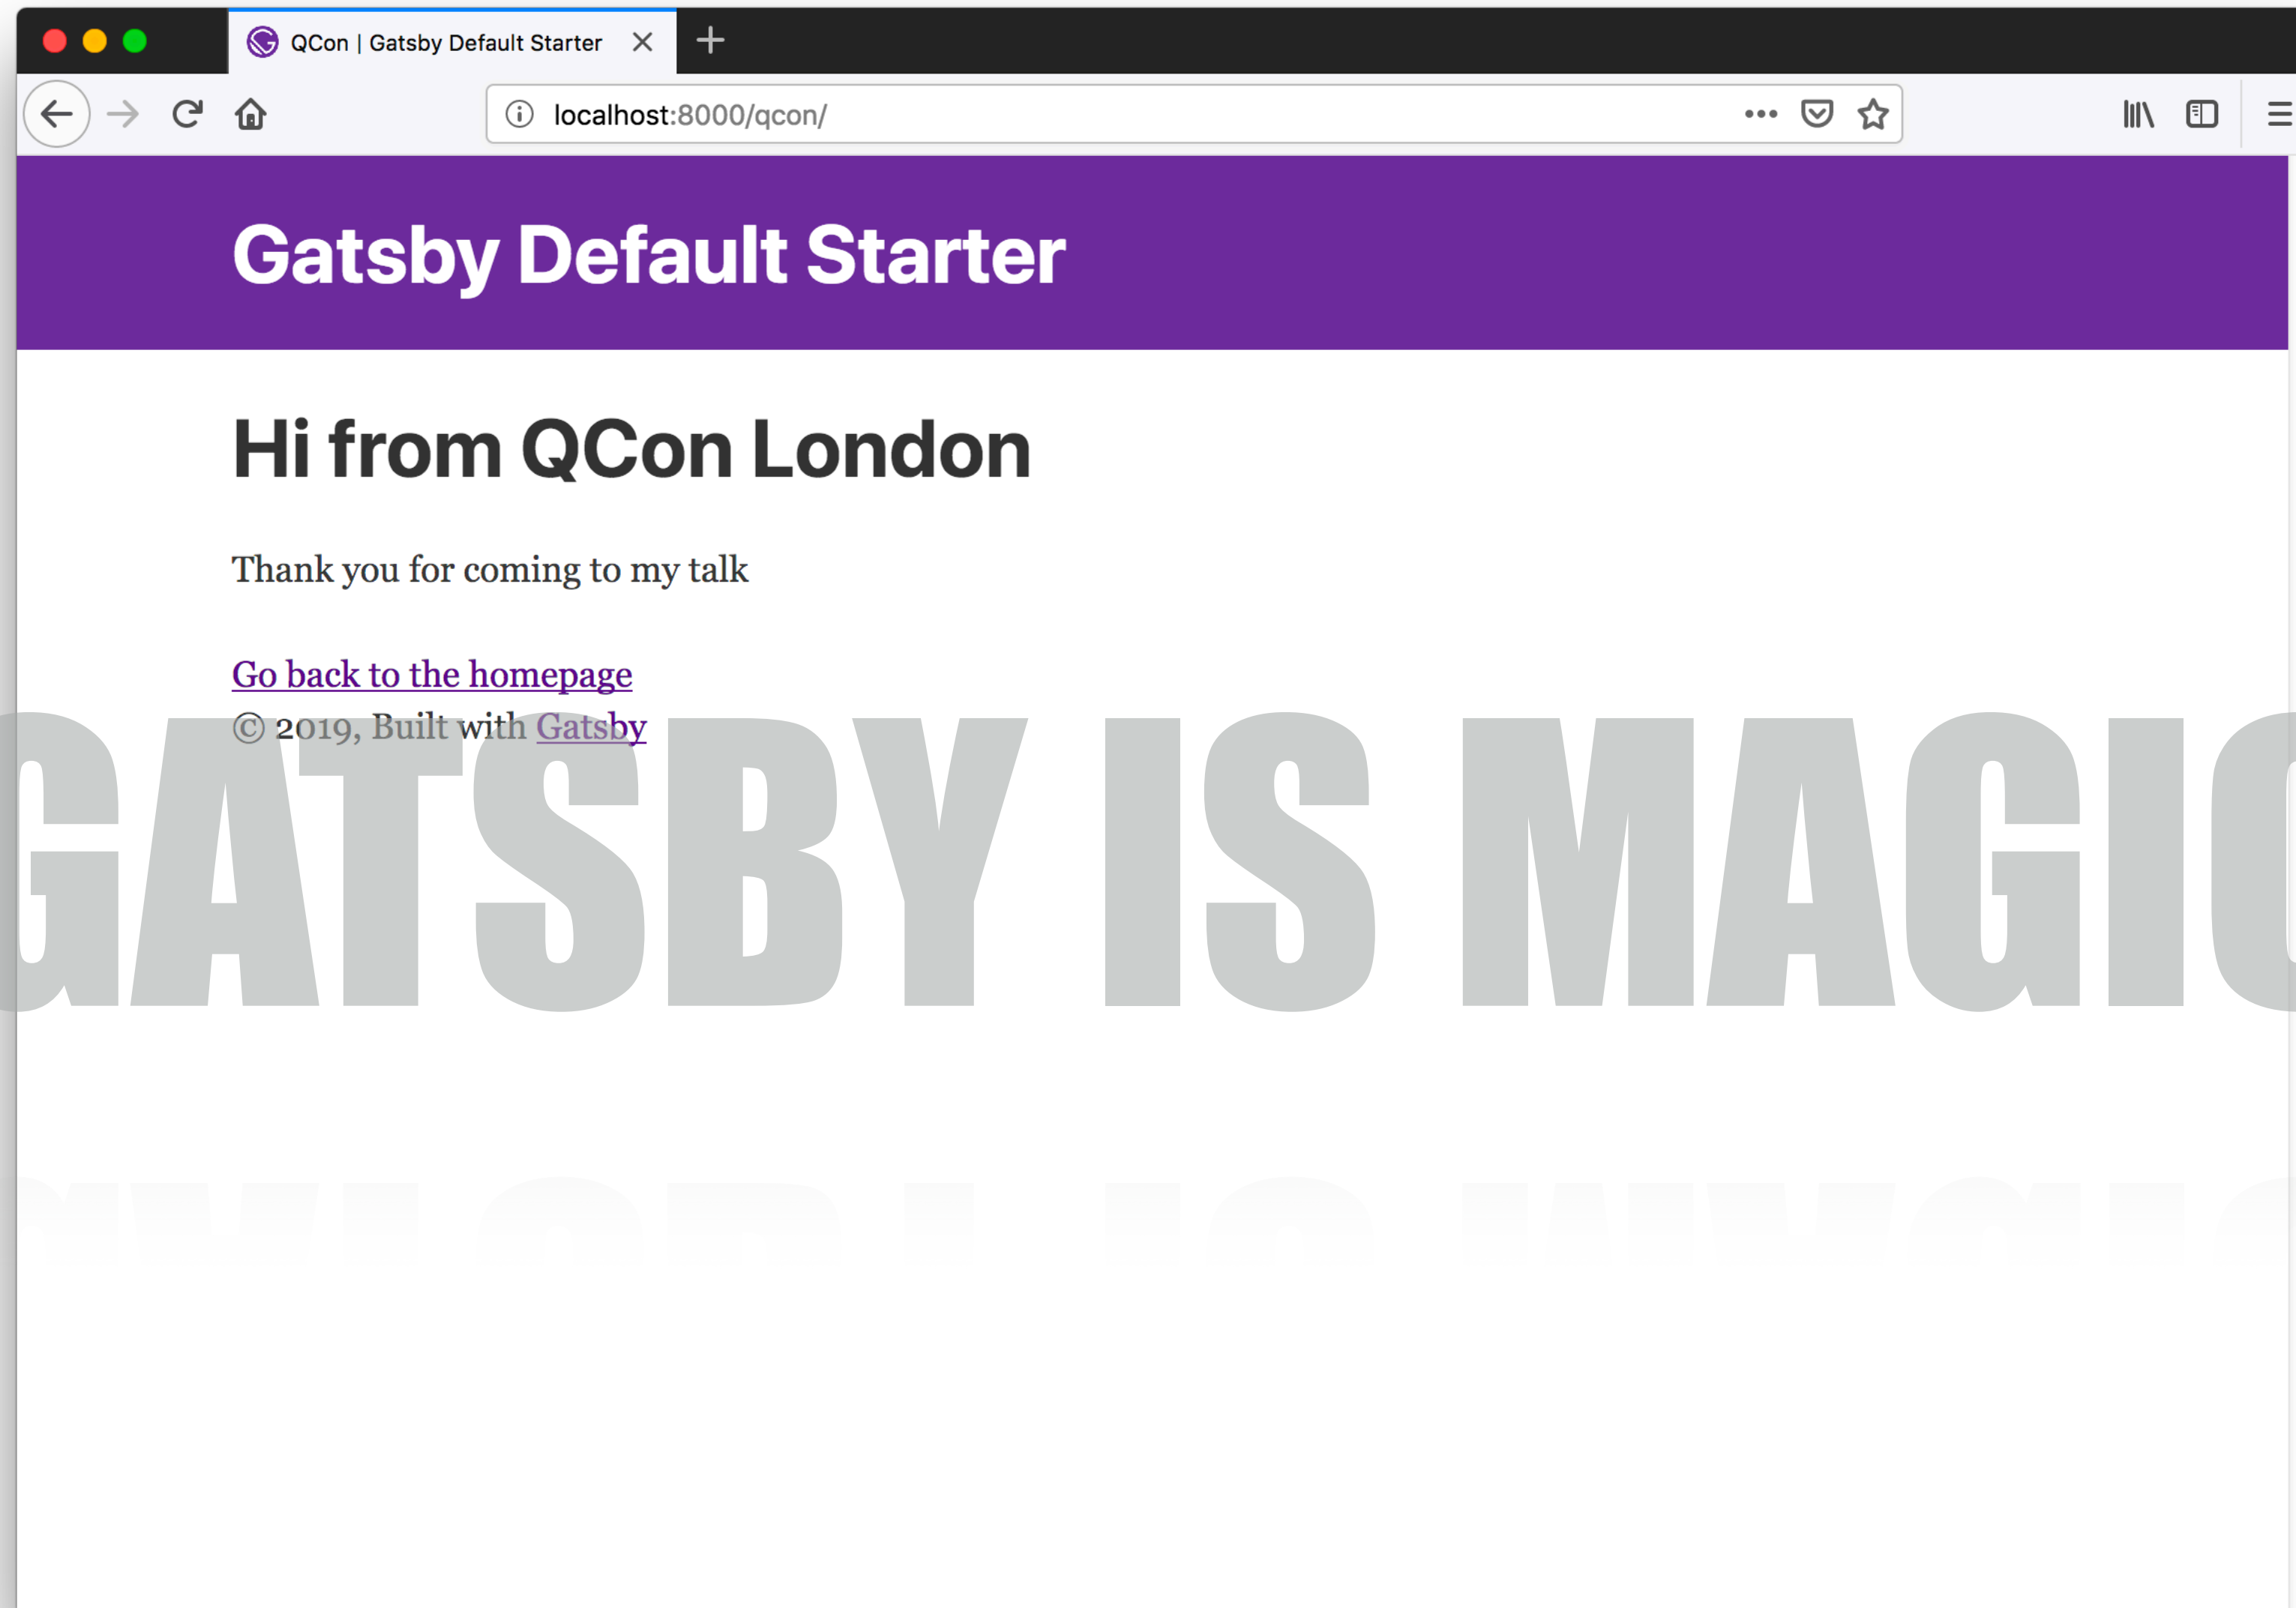 QCon | Gatsby Default Starter
localhost:8000/qcon/
Gatsby Default Starter
Hi from QCon London
Thank you for coming to my talk
Go back to the homepage
© 2019, Built with Gatsby
GATSBY IS MAGIC